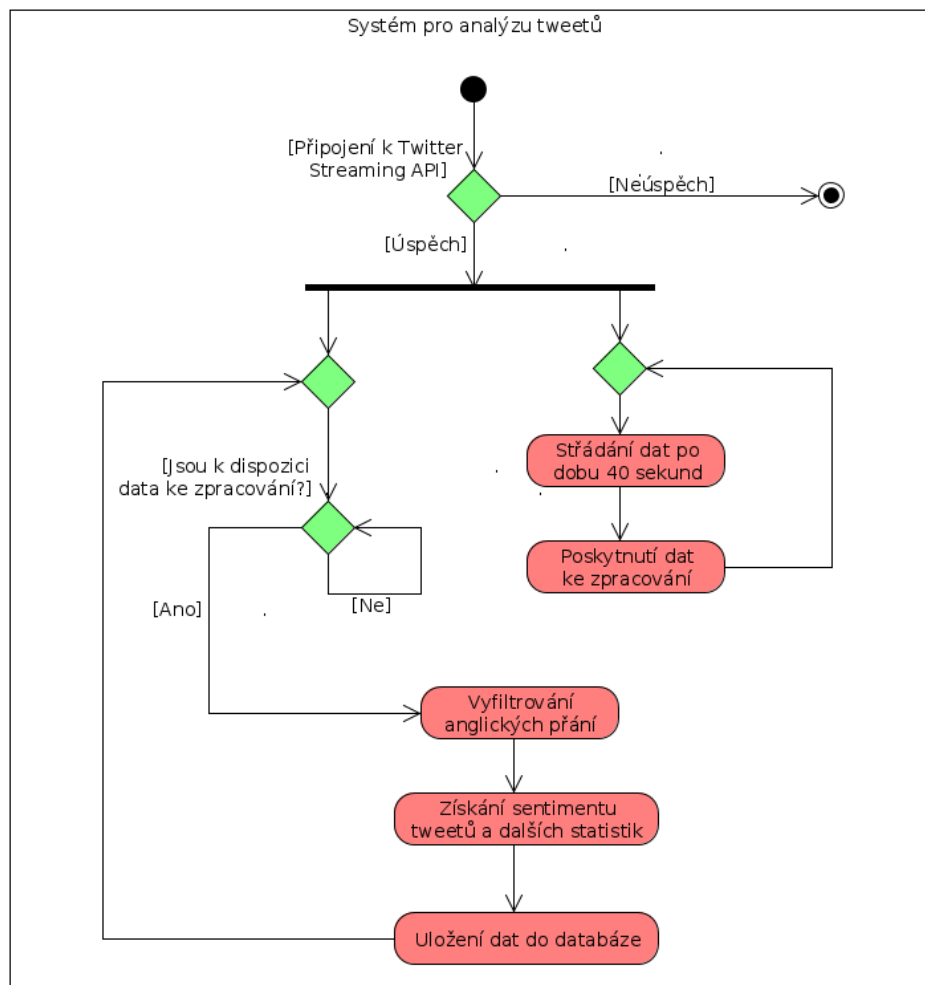 Systém pro analýzu tweetů
[Připojení k Twitter
Streaming API]
[Neúspěch]
[Úspěch]
[Jsou k dispozici
data ke zpracování?]
Střádání dat po
dobu 40 sekund
Poskytnutí dat
ke zpracování
[Ano]
[Ne]
Vyfiltrování
anglických přání
Získání sentimentu
tweetů a dalších statistik
Uložení dat do databáze